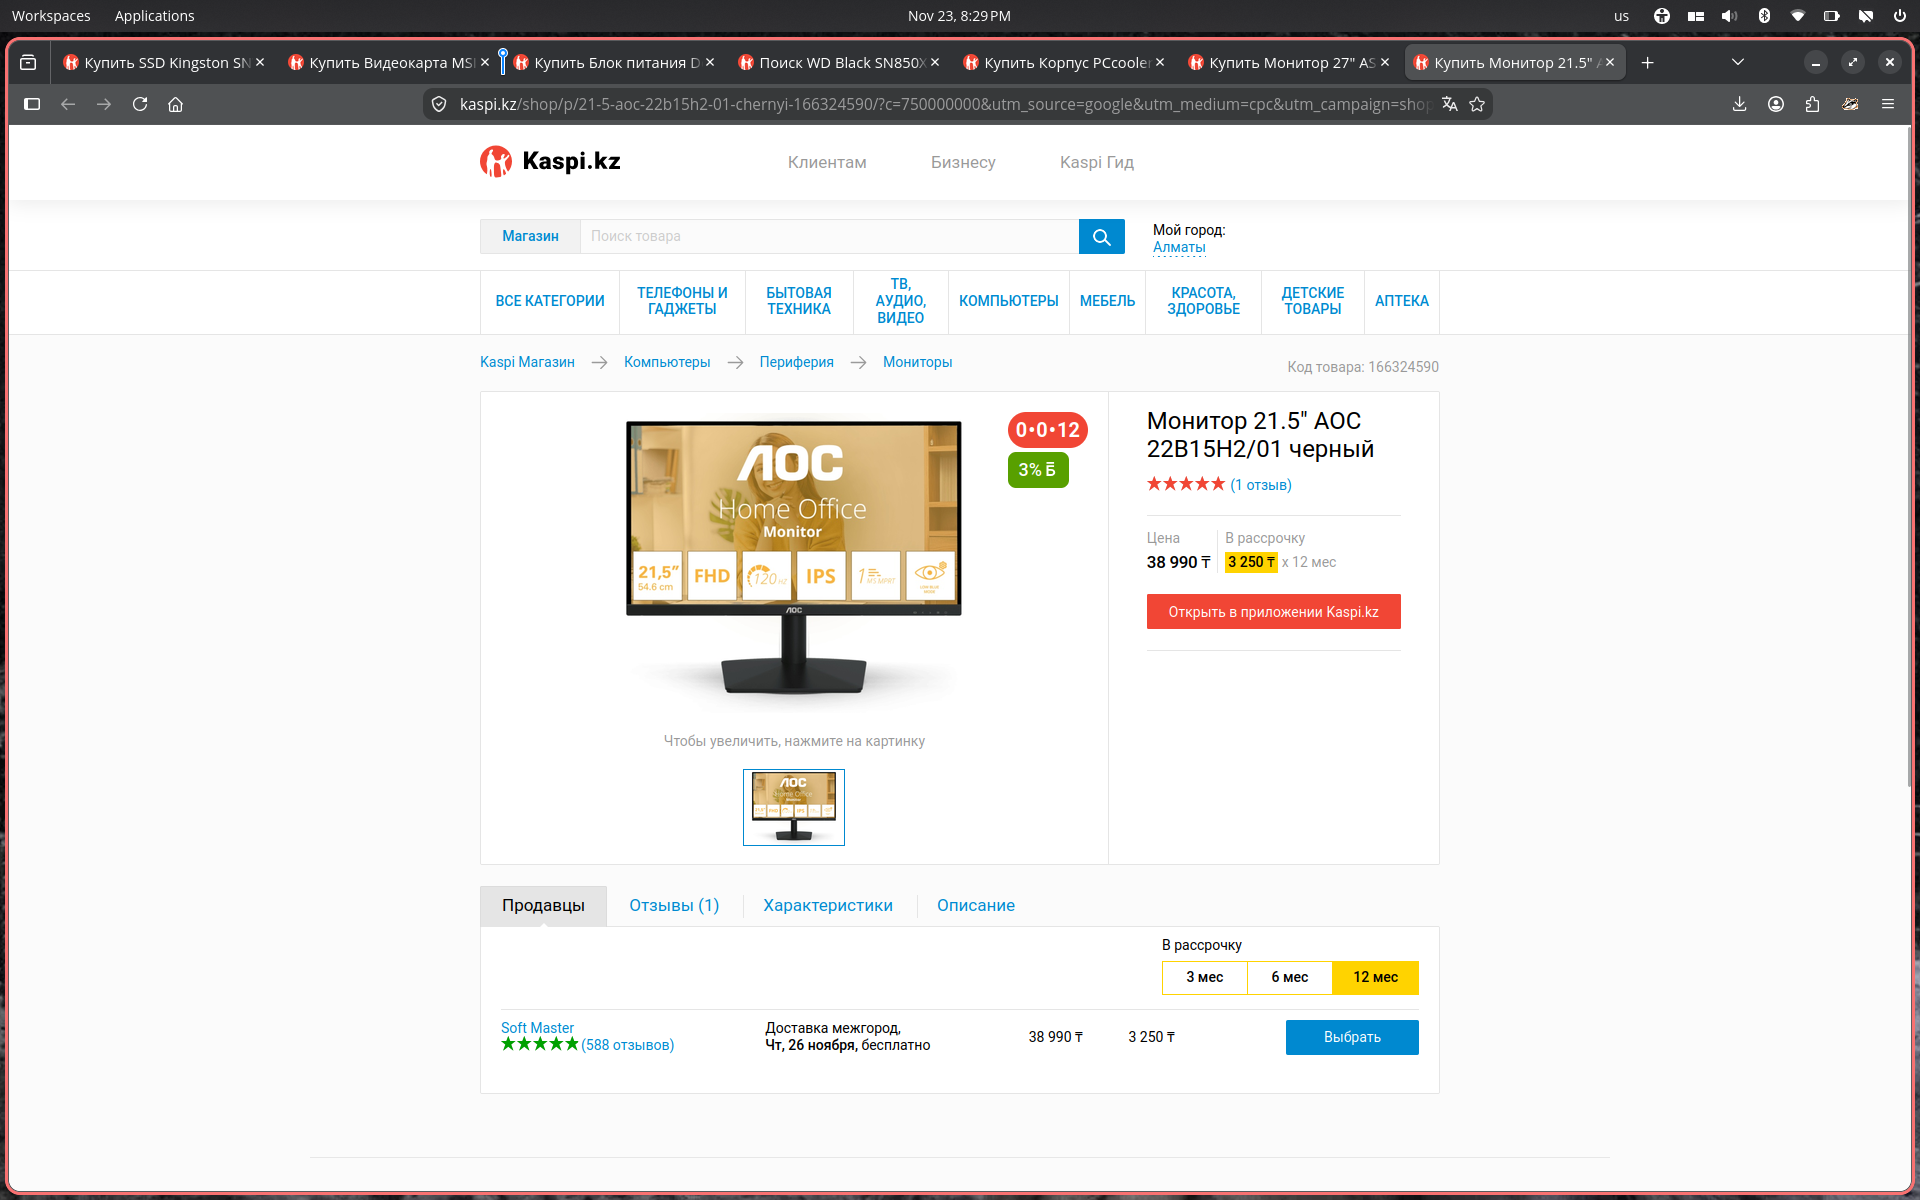 Workspaces Applications Nov 23, 8:29 PM us
Купить SSD Kingston SN Купить Видеокарта MSI Купить Блок питания D Поиск WD Black SN850X Купить Корпус PCcooler Купить Монитор 27" AS Купить Монитор 21.5" A
kaspi.kz/shop/p/21-5-aoc-22b15h2-01-chernyi-166324590/?c=750000000&utm_source=google&utm_medium=cpc&utm_campaign=shop
Kaspi.kz Клиентам Бизнесу Kaspi Гид
Магазин Поиск товара
Мой город:
Алматы
ВСЕ КАТЕГОРИИ
ТЕЛЕФОНЫ И
ГАДЖЕТЫ
БЫТОВАЯ
ТЕХНИКА
ТВ,
АУДИО,
ВИДЕО
КОМПЬЮТЕРЫ
МЕБЕЛЬ
КРАСОТА,
ЗДОРОВЬЕ
ДЕТСКИЕ
ТОВАРЫ
АПТЕКА
Kaspi Магазин Компьютеры Периферия Мониторы
Код товара: 166324590
AOC
Home Office
Monitor
21,5"
54.6 cm
FHD
120 HZ
IPS
1 MS MPRT
AOC
0·0·12
3% Б
Чтобы увеличить, нажмите на картинку
AOC
Home Office
Монитор 21.5" AOC
22B15H2/01 черный
(1 отзыв)
Цена В рассрочку
38 990 ₸ 3 250 ₸ x 12 мес
Открыть в приложении Kaspi.kz
Продавцы Отзывы (1) Характеристики Описание
В рассрочку
3 мес 6 мес 12 мес
Soft Master
(588 отзывов)
Доставка межгород,
Чт, 26 ноября, бесплатно
38 990 ₸ 3 250 ₸ Выбрать